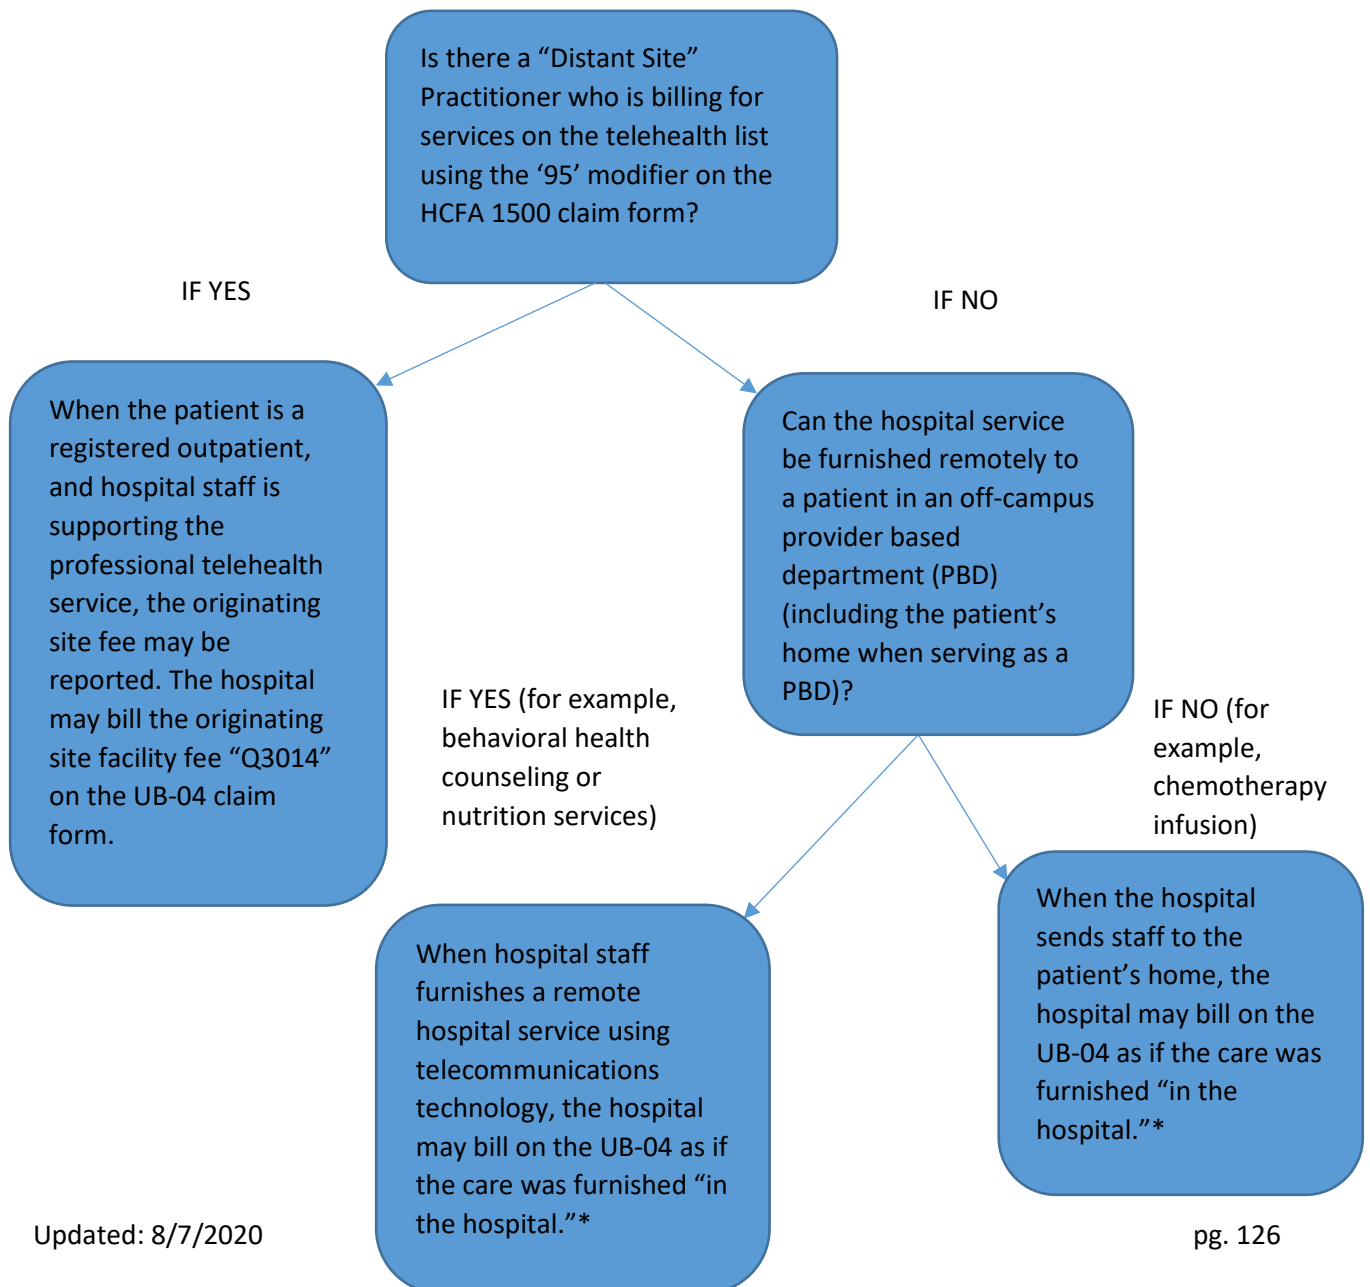 Is there a “Distant Site”
Practitioner who is billing for
services on the telehealth list
using the ‘95’ modifier on the
HCFA 1500 claim form?
IF YES
IF NO
When the patient is a
registered outpatient,
and hospital staff is
supporting the
professional telehealth
service, the originating
site fee may be
reported. The hospital
may bill the originating
site facility fee “Q3014”
on the UB-04 claim
form.
Can the hospital service
be furnished remotely to
a patient in an off-campus
provider based
department (PBD)
(including the patient’s
home when serving as a
PBD)?
IF YES (for example,
behavioral health
counseling or
nutrition services)
IF NO (for
example,
chemotherapy
infusion)
When hospital staff
furnishes a remote
hospital service using
telecommunications
technology, the hospital
may bill on the UB-04 as if
the care was furnished “in
the hospital.”*
When the hospital
sends staff to the
patient’s home, the
hospital may bill on the
UB-04 as if the care was
furnished “in the
hospital.”*
Updated: 8/7/2020
pg. 126